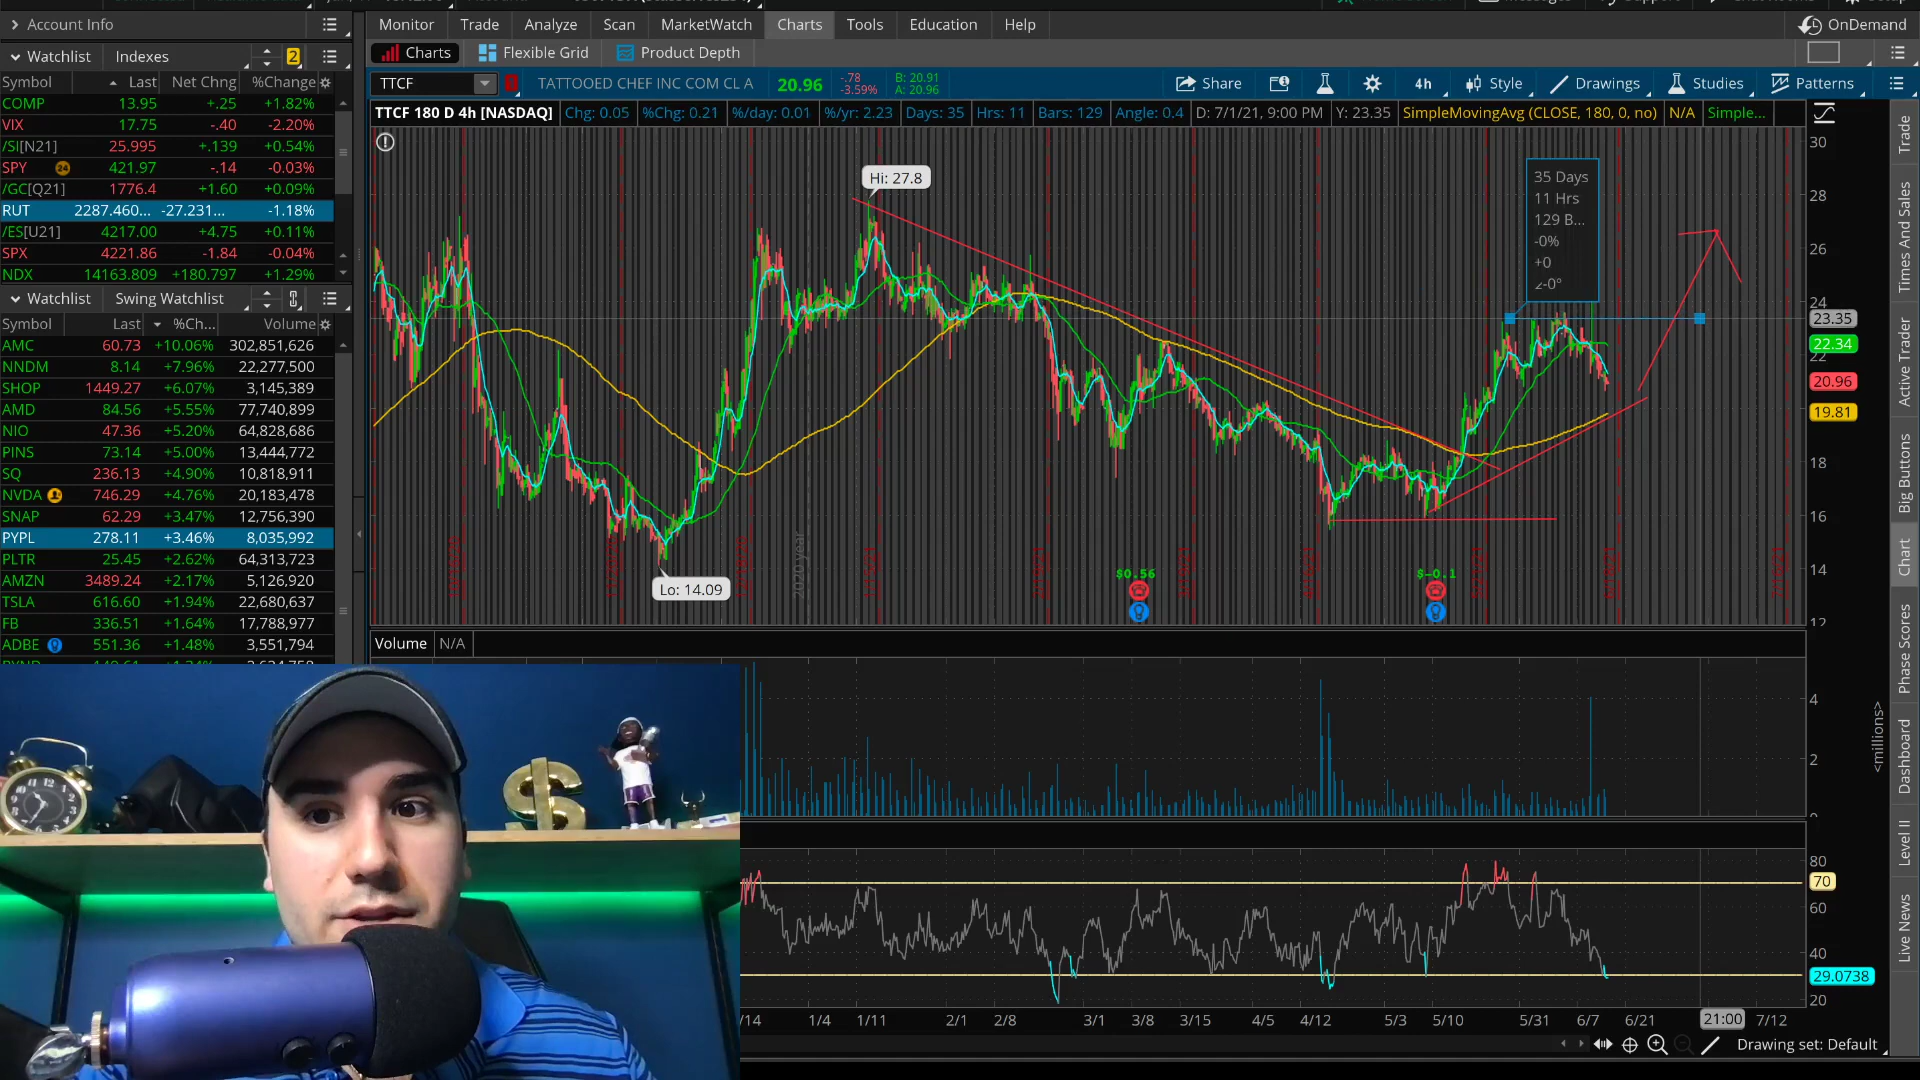 Account Info
Monitor Trade Analyze Scan MarketWatch Charts Tools Education Help
OnDemand
Watchlist Indexes 2
Charts Flexible Grid Product Depth
Symbol Last Net Chng %Change
TTCF TATTOOED CHEF INC COM CL A 20.96 -.78 -3.59% B: 20.91 A: 20.96
Share 4h Style Drawings Studies Patterns
COMP 13.95 +.25 +1.82%
VIX 17.75 -.40 -2.20%
/SI[N21] 25.995 +.139 +0.54%
SPY 24 421.97 -.14 -0.03%
/GC[Q21] 1776.4 +1.60 +0.09%
RUT 2287.460... -27.231... -1.18%
/ES[U21] 4217.00 +4.75 +0.11%
SPX 4221.86 -1.84 -0.04%
NDX 14163.809 +180.797 +1.29%
TTCF 180 D 4h [NASDAQ] Chg: 0.05 %Chg: 0.21 %/day: 0.01 %/yr: 2.23 Days: 35 Hrs: 11 Bars: 129 Angle: 0.4 D: 7/1/21, 9:00 PM Y: 23.35 SimpleMovingAvg (CLOSE, 180, 0, no) N/A Simple...
Watchlist Swing Watchlist
Symbol Last %Ch... Volume
AMC 60.73 +10.06% 302,851,626
NNDM 8.14 +7.96% 22,277,500
SHOP 1449.27 +6.07% 3,145,389
AMD 84.56 +5.55% 77,740,899
NIO 47.36 +5.20% 64,828,686
PINS 73.14 +5.00% 13,444,772
SQ 236.13 +4.90% 10,818,911
NVDA 746.29 +4.76% 20,183,478
SNAP 62.29 +3.47% 12,756,390
PYPL 278.11 +3.46% 8,035,992
PLTR 25.45 +2.62% 64,313,723
AMZN 3489.24 +2.17% 5,126,920
TSLA 616.60 +1.94% 22,680,637
FB 336.51 +1.64% 17,788,977
ADBE 551.36 +1.48% 3,551,794
Hi: 27.8
Lo: 14.09
2020 year
$0.56
$-0.1
35 Days
11 Hrs
129 B...
-0%
+0
30
28
26
24
23.35
22.34
22
20.96
19.81
18
16
14
12
Volume N/A
4
2
<millions>
80
70
60
40
29.0738
20
/14 1/4 1/11 2/1 2/8 3/1 3/8 3/15 4/5 4/12 5/3 5/10 5/31 6/7 6/21 21:00 7/12
Drawing set: Default
Trade
Times And Sales
Active Trader
Big Buttons
Chart
Phase Scores
Dashboard
Level II
Live News